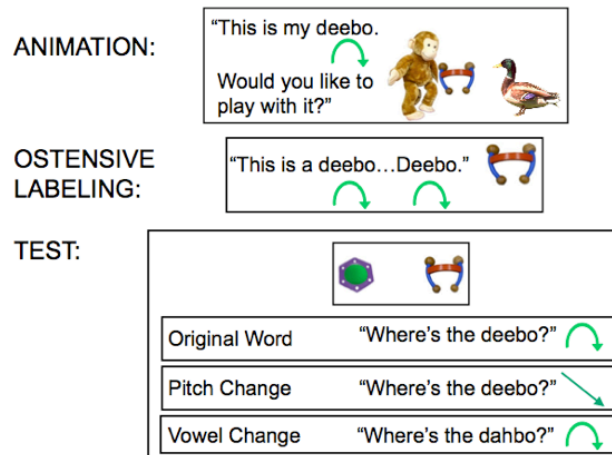 ANIMATION:
“This is my deebo.
Would you like to
play with it?”
OSTENSIVE
LABELING:
“This is a deebo…Deebo.”
TEST:
Original Word “Where’s the deebo?”
Pitch Change “Where’s the deebo?”
Vowel Change “Where’s the dahbo?”